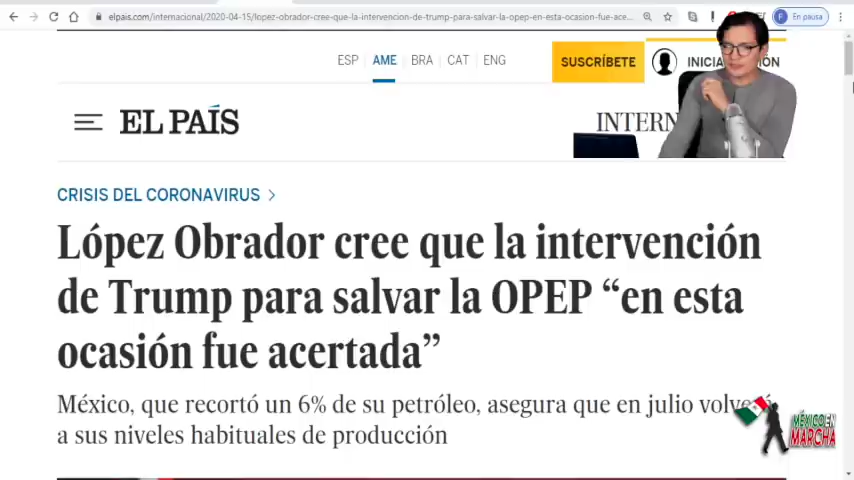 elpais.com/internacional/2020-04-15/lopez-obrador-cree-que-la-intervencion-de-trump-para-salvar-la-opep-en-esta-ocasion-fue-ace...
F En pausa
ESP AME BRA CAT ENG
SUSCRÍBETE
EL PAÍS
INTERN
CRISIS DEL CORONAVIRUS
López Obrador cree que la intervención
de Trump para salvar la OPEP “en esta
ocasión fue acertada”
México, que recortó un 6% de su petróleo, asegura que en julio
a sus niveles habituales de producción
MÉXICO EN
MARCHA